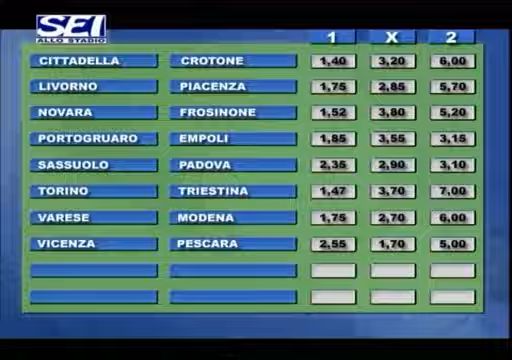 SEI
ALLO STADIO
1 X 2
CITTADELLA CROTONE 1,40 3,20 6,00
LIVORNO PIACENZA 1,75 2,85 5,70
NOVARA FROSINONE 1,52 3,80 5,20
PORTOGRUARO EMPOLI 1,85 3,55 3,15
SASSUOLO PADOVA 2,35 2,90 3,10
TORINO TRIESTINA 1,47 3,70 7,00
VARESE MODENA 1,75 2,70 6,00
VICENZA PESCARA 2,55 1,70 5,00